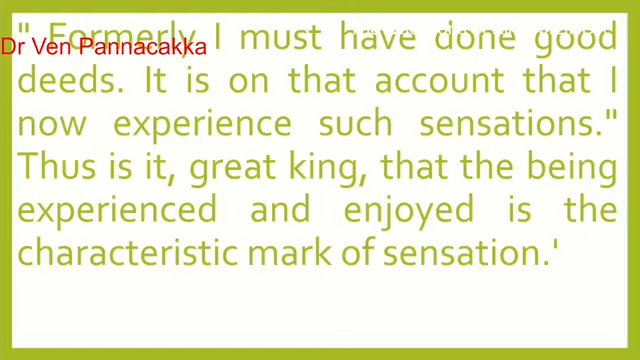 " Formerly I must have done good
Dr Ven Pannacakka
deeds. It is on that account that I
now experience such sensations."
Thus is it, great king, that the being
experienced and enjoyed is the
characteristic mark of sensation.'